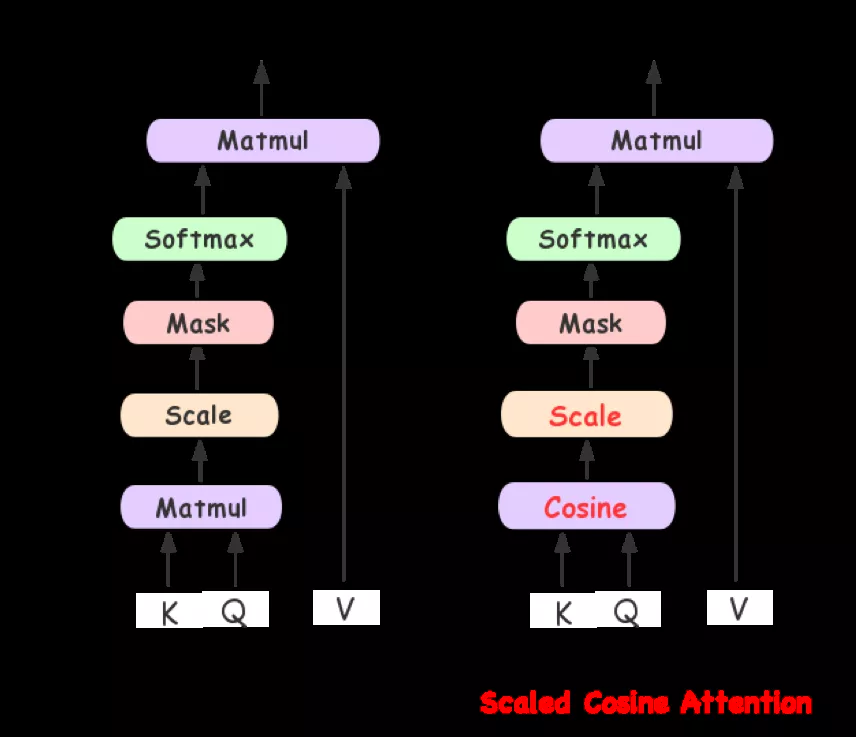 Matmul
Softmax
Mask
Scale
Matmul
K Q V
Matmul
Softmax
Mask
Scale
Cosine
K Q V
Scaled Cosine Attention